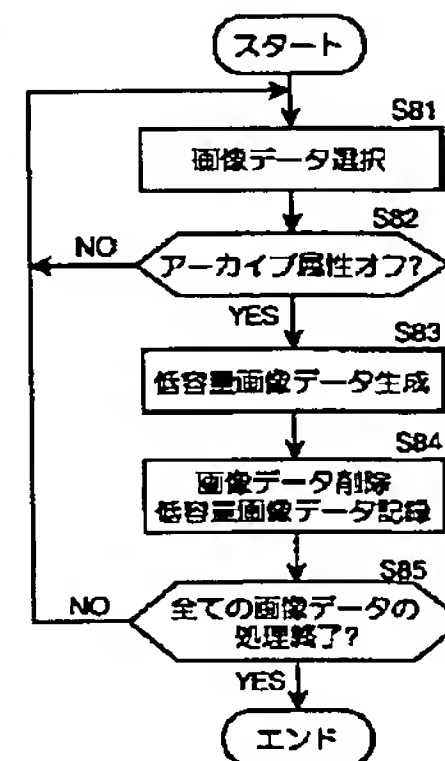 スタート
S81
画像データ選択
S82
アーカイブ属性オフ?
NO
YES
S83
低容量画像データ生成
S84
画像データ削除
低容量画像データ記録
S85
全ての画像データの
処理終了?
NO
YES
エンド